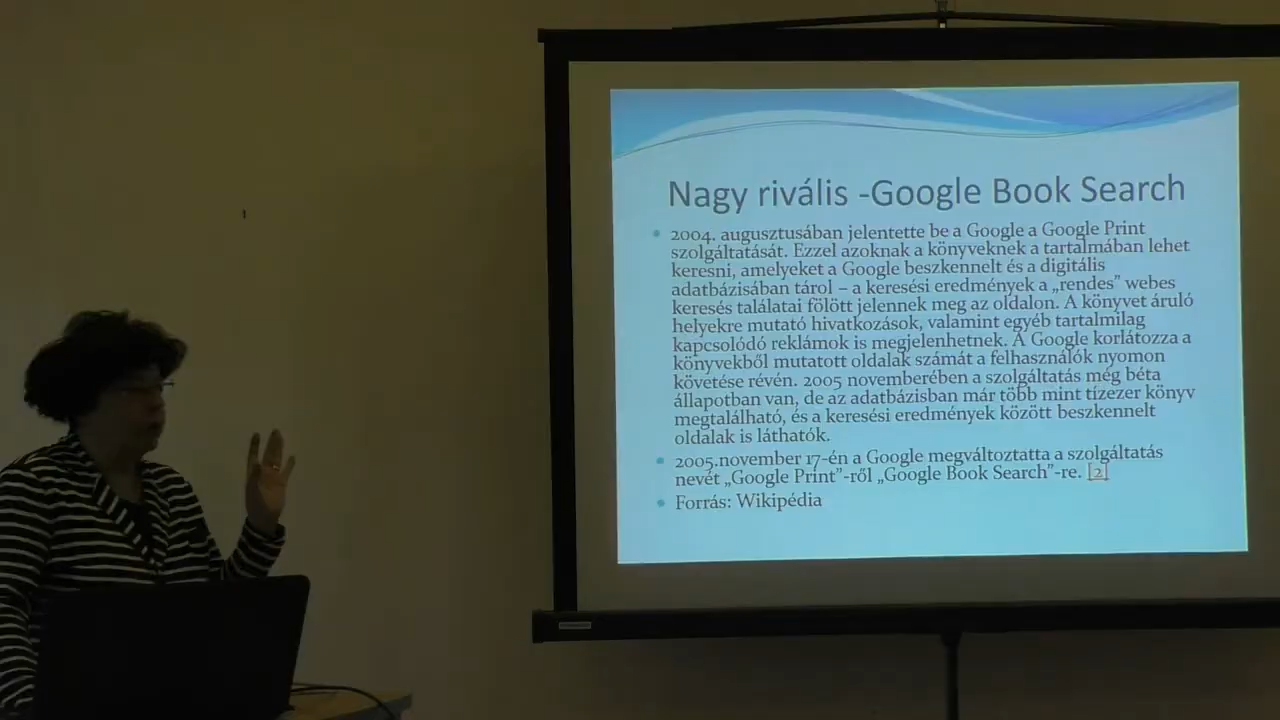 Nagy rivális -Google Book Search
2004. augusztusában jelentette be a Google a Google Print
szolgáltatását. Ezzel azoknak a könyveknek a tartalmában lehet
keresni, amelyeket a Google beszkennelt és a digitális
adatbázisában tárol – a keresési eredmények a „rendes” webes
keresés találatai fölött jelennek meg az oldalon. A könyvet áruló
helyekre mutató hivatkozások, valamint egyéb tartalmilag
kapcsolódó reklámok is megjelenhetnek. A Google korlátozza a
könyvekből mutatott oldalak számát a felhasználók nyomon
követése révén. 2005 novemberében a szolgáltatás még béta
állapotban van, de az adatbázisban már több mint tízezer könyv
megtalálható, és a keresési eredmények között beszkennelt
oldalak is láthatók.
2005.november 17-én a Google megváltoztatta a szolgáltatás
nevét „Google Print”-ről „Google Book Search”-re. [2]
Forrás: Wikipédia